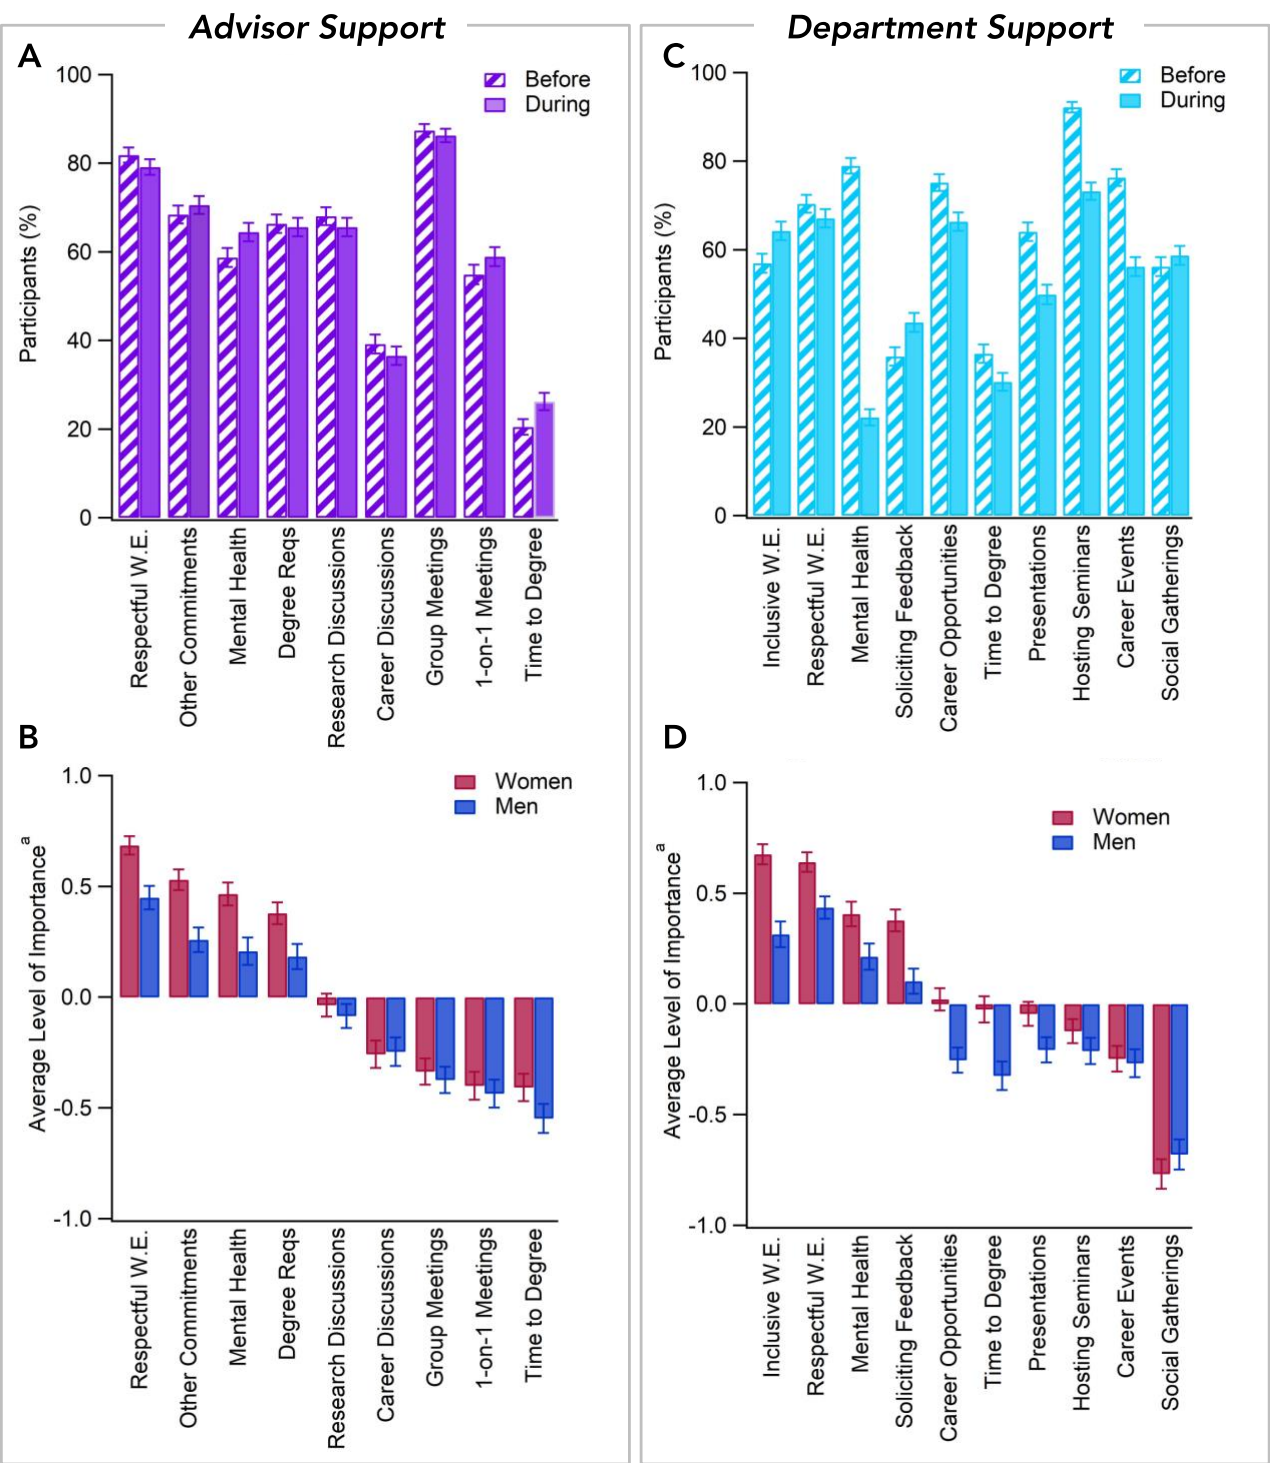 Advisor Support
Department Support
A
Before
During
100
80
60
40
20
0
Participants (%)
Respectful W.E.
Other Commitments
Mental Health
Degree Reqs
Research Discussions
Career Discussions
Group Meetings
1-on-1 Meetings
Time to Degree
B
Women
Men
1.0
0.5
0.0
-0.5
-1.0
Average Level of Importance a
Respectful W.E.
Other Commitments
Mental Health
Degree Reqs
Research Discussions
Career Discussions
Group Meetings
1-on-1 Meetings
Time to Degree
C
Before
During
100
80
60
40
20
0
Participants (%)
Inclusive W.E.
Respectful W.E.
Mental Health
Soliciting Feedback
Career Opportunities
Time to Degree
Presentations
Hosting Seminars
Career Events
Social Gatherings
D
Women
Men
1.0
0.5
0.0
-0.5
-1.0
Average Level of Importance a
Inclusive W.E.
Respectful W.E.
Mental Health
Soliciting Feedback
Career Opportunities
Time to Degree
Presentations
Hosting Seminars
Career Events
Social Gatherings